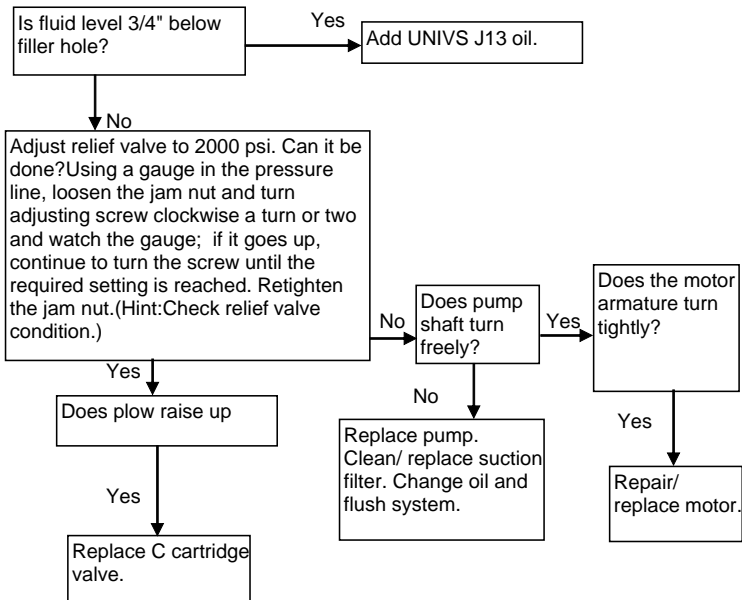 Is fluid level 3/4" below
filler hole?
Yes
Add UNIVS J13 oil.
No
Adjust relief valve to 2000 psi. Can it be
done?Using a gauge in the pressure
line, loosen the jam nut and turn
adjusting screw clockwise a turn or two
and watch the gauge;  if it goes up,
continue to turn the screw until the
required setting is reached. Retighten
the jam nut.(Hint:Check relief valve
condition.)
No
Does pump
shaft turn
freely?
Yes
Does the motor
armature turn
tightly?
Yes
Does plow raise up
No
Replace pump.
Clean/ replace suction
filter. Change oil and
flush system.
Yes
Repair/
replace motor.
Yes
Replace C cartridge
valve.